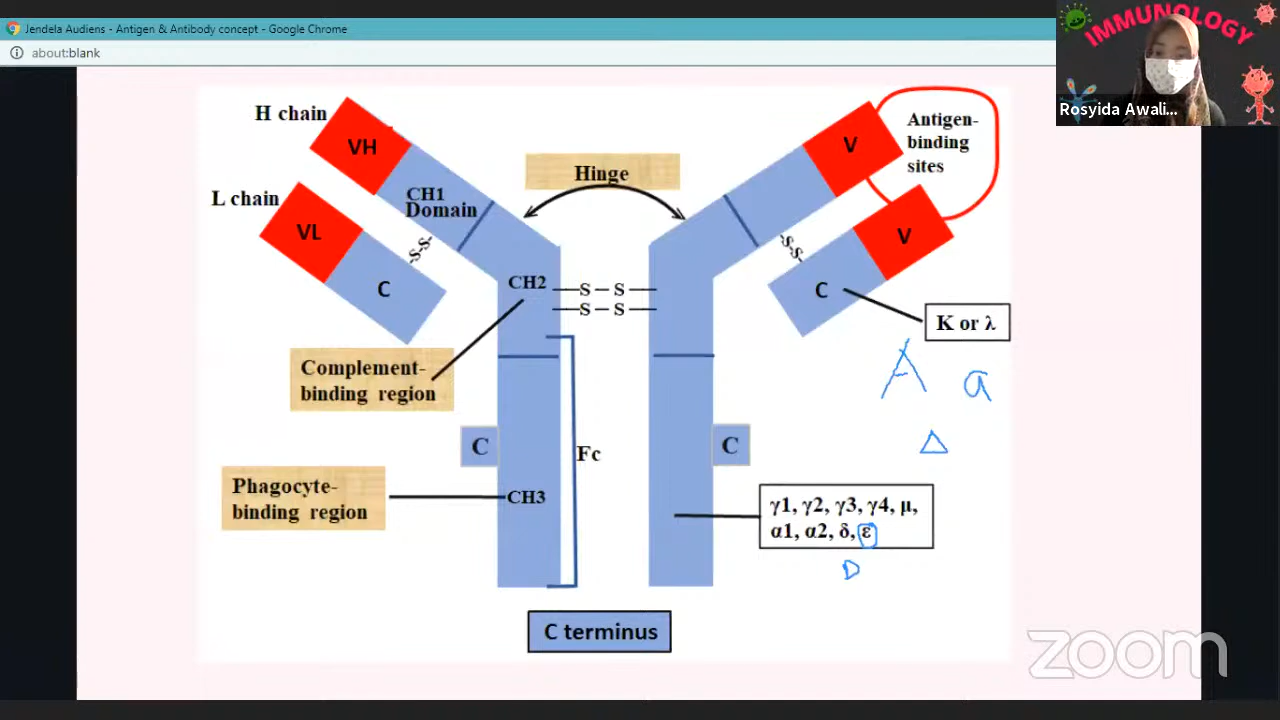 Jendela Audiens - Antigen & Antibody concept - Google Chrome
about:blank
IMMUNOLOGY
Rosyida Awali...
H chain
VH
L chain
VL
CH1
Domain
-S-S-
C
Hinge
V
Antigen-
binding
sites
V
-S-S-
C
K or λ
CH2
S – S
S – S
Complement-
binding region
A a
Δ
C
Fc
C
Phagocyte-
binding region
CH3
γ1, γ2, γ3, γ4, μ,
α1, α2, δ, ε
D
C terminus
zoom